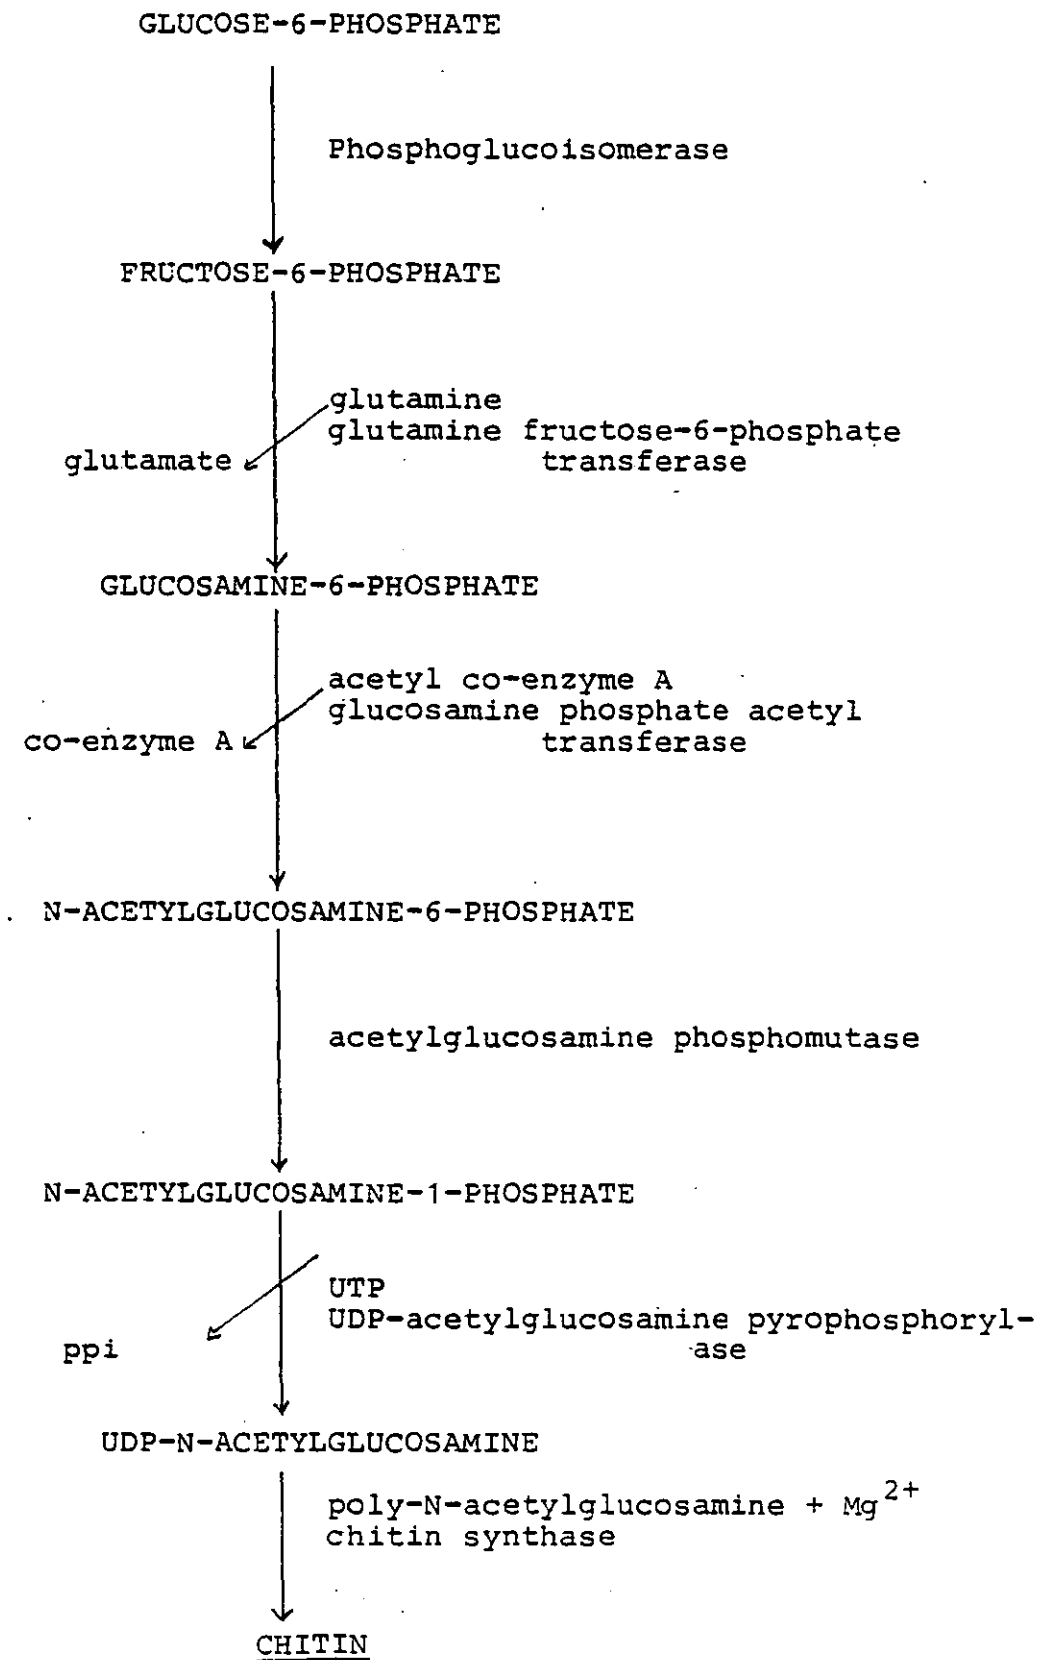 GLUCOSE-6-PHOSPHATE
Phosphoglucoisomerase
FRUCTOSE-6-PHOSPHATE
glutamine
glutamine fructose-6-phosphate
glutamate
transferase
GLUCOSAMINE-6-PHOSPHATE
acetyl co-enzyme A
glucosamine phosphate acetyl
co-enzyme A
transferase
N-ACETYLGLUCOSAMINE-6-PHOSPHATE
acetylglucosamine phosphomutase
N-ACETYLGLUCOSAMINE-1-PHOSPHATE
UTP
UDP-acetylglucosamine pyrophosphoryl-
ppi
ase
UDP-N-ACETYLGLUCOSAMINE
poly-N-acetylglucosamine + Mg2+
chitin synthase
CHITIN